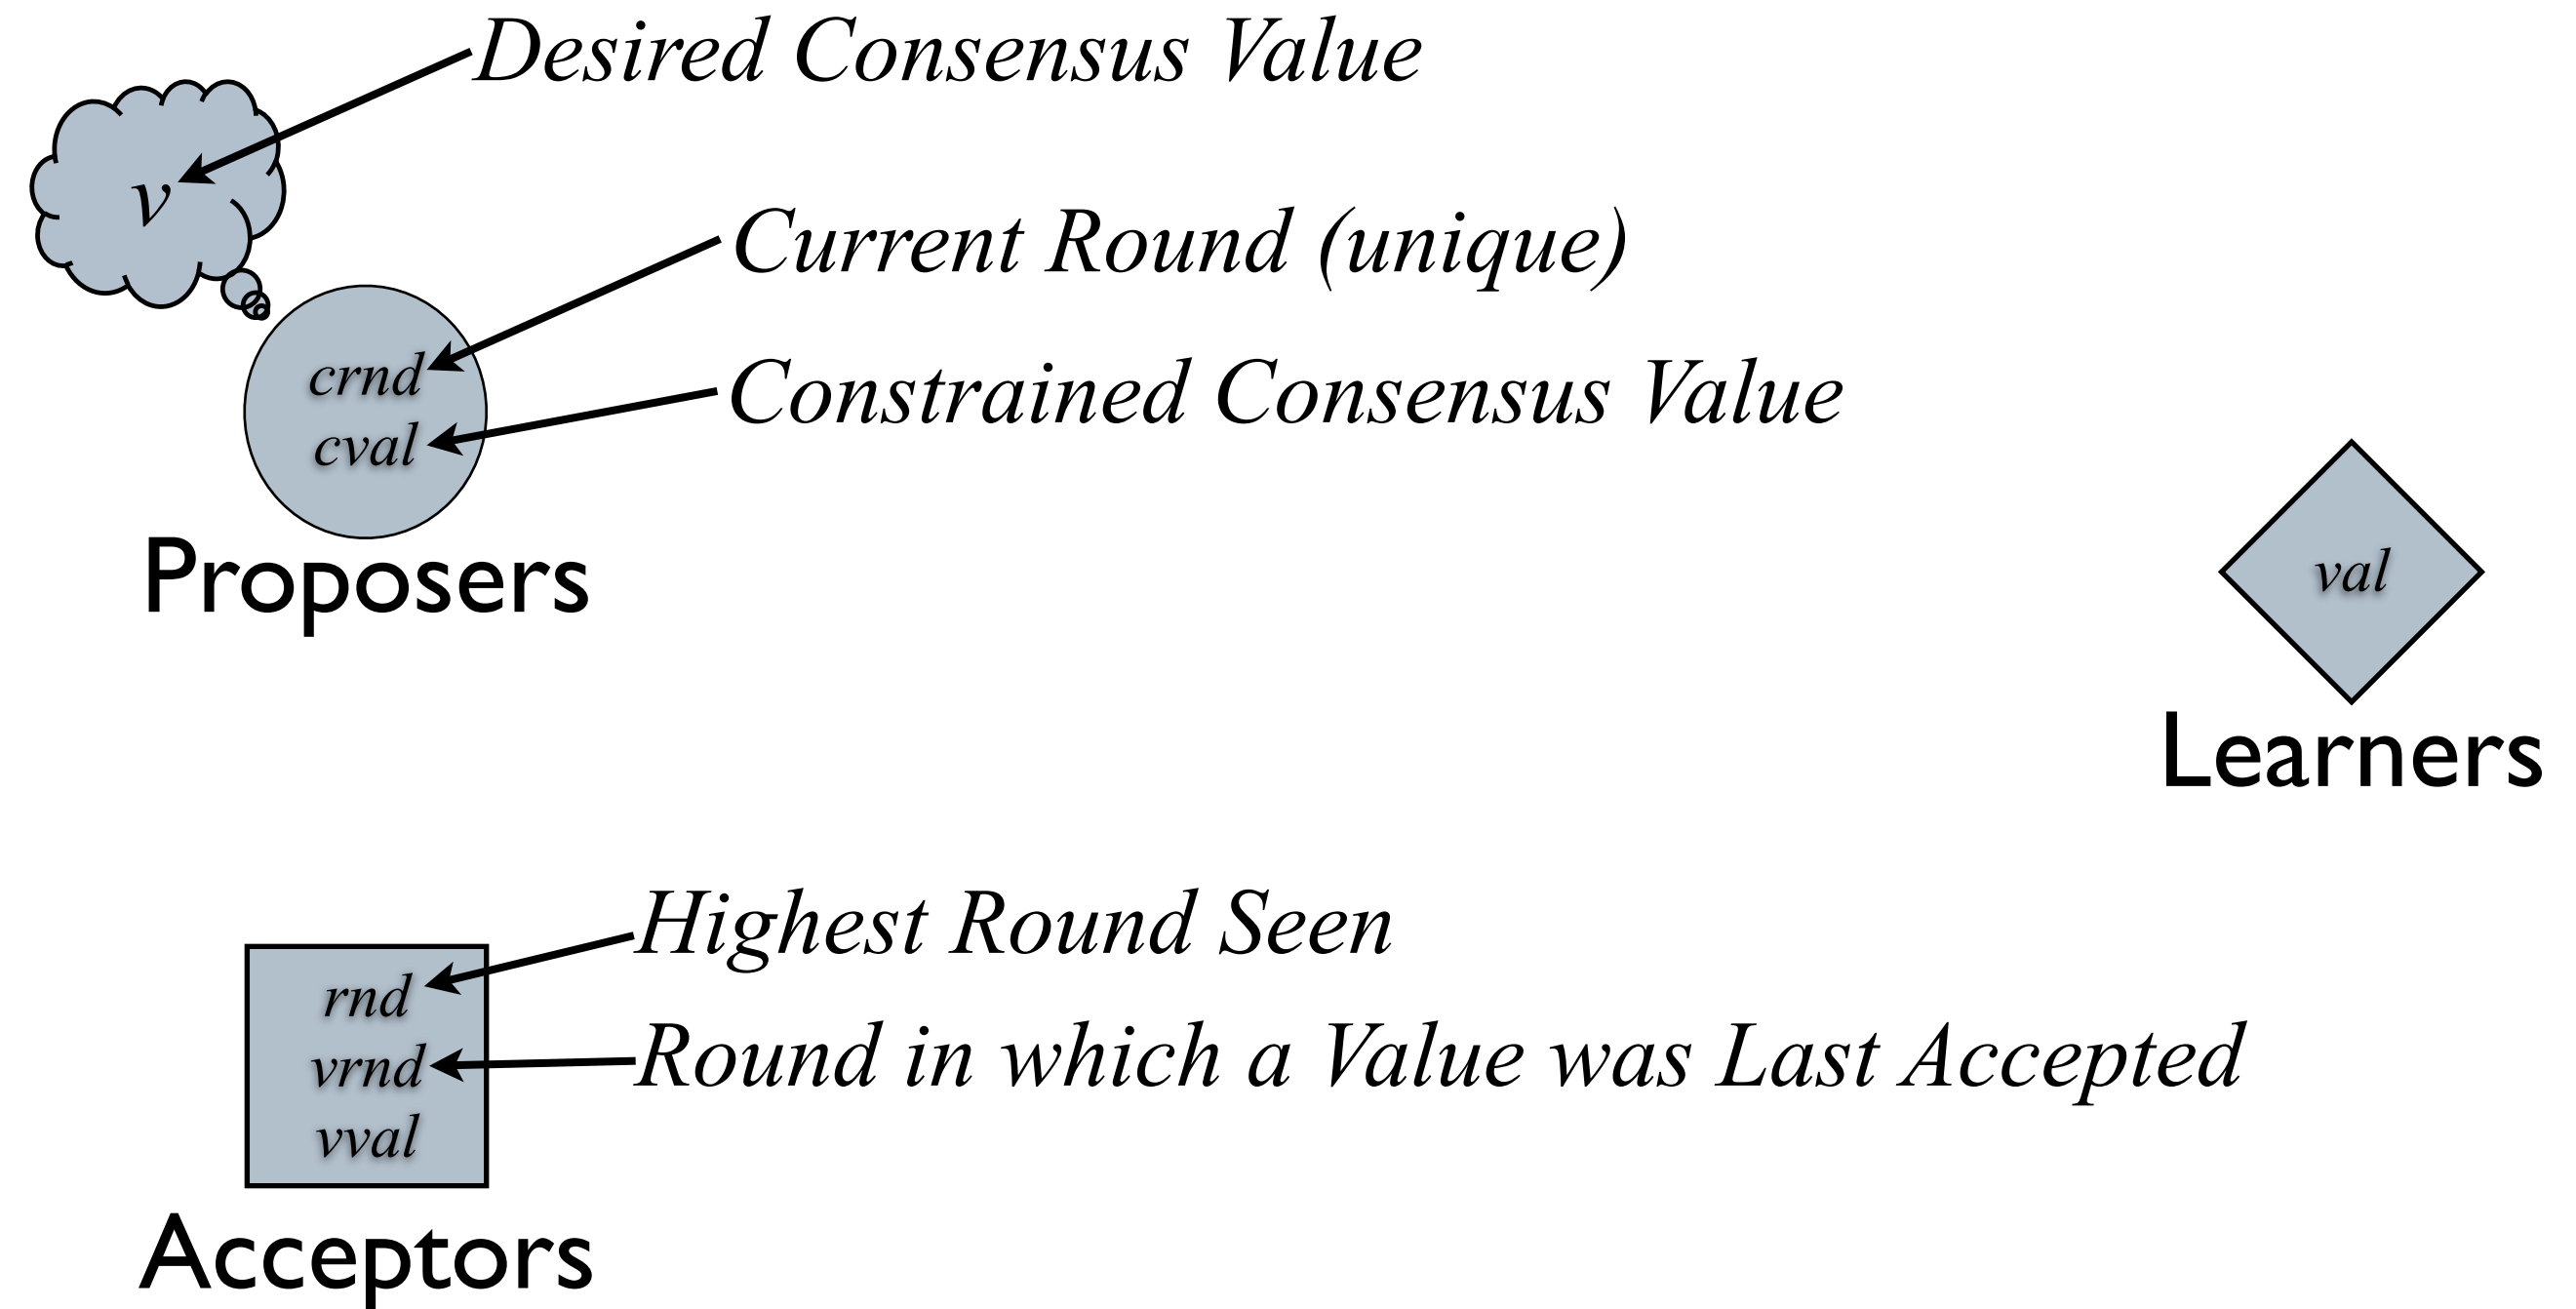 Desired Consensus Value
v
Current Round (unique)
crnd
Constrained Consensus Value
cval
Proposers
val
Learners
Highest Round Seen
rnd
Round in which a Value was Last Accepted
vrnd
vval
Acceptors